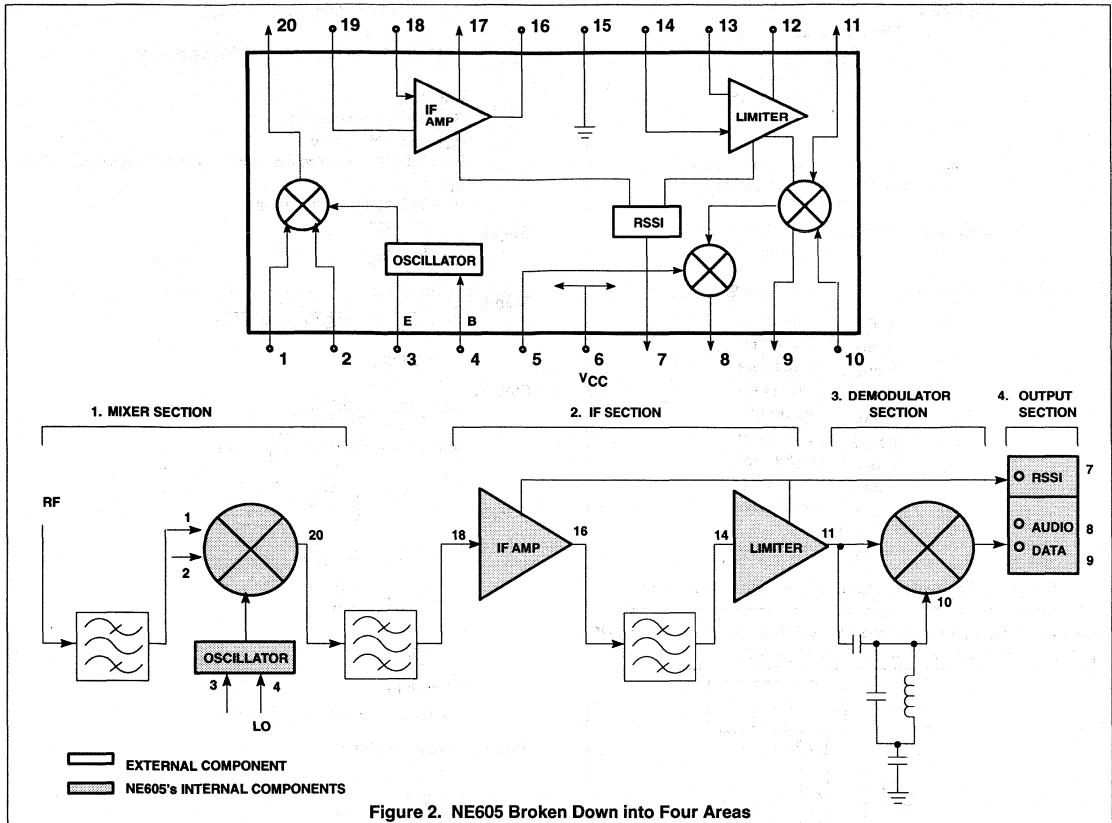 20 19 18 17 16 15 14 13 12 11
IF
AMP
LIMITER
RSSI
OSCILLATOR
E B
1 2 3 4 5 6 7 8 9 10
VCC
1. MIXER SECTION
2. IF SECTION
3. DEMODULATOR
SECTION
4. OUTPUT
SECTION
RF
1
2
20
OSCILLATOR
3 4
LO
18
IF AMP
16
14
LIMITER
11
10
RSSI 7
AUDIO 8
DATA 9
EXTERNAL COMPONENT
NE605's INTERNAL COMPONENTS
Figure 2. NE605 Broken Down into Four Areas